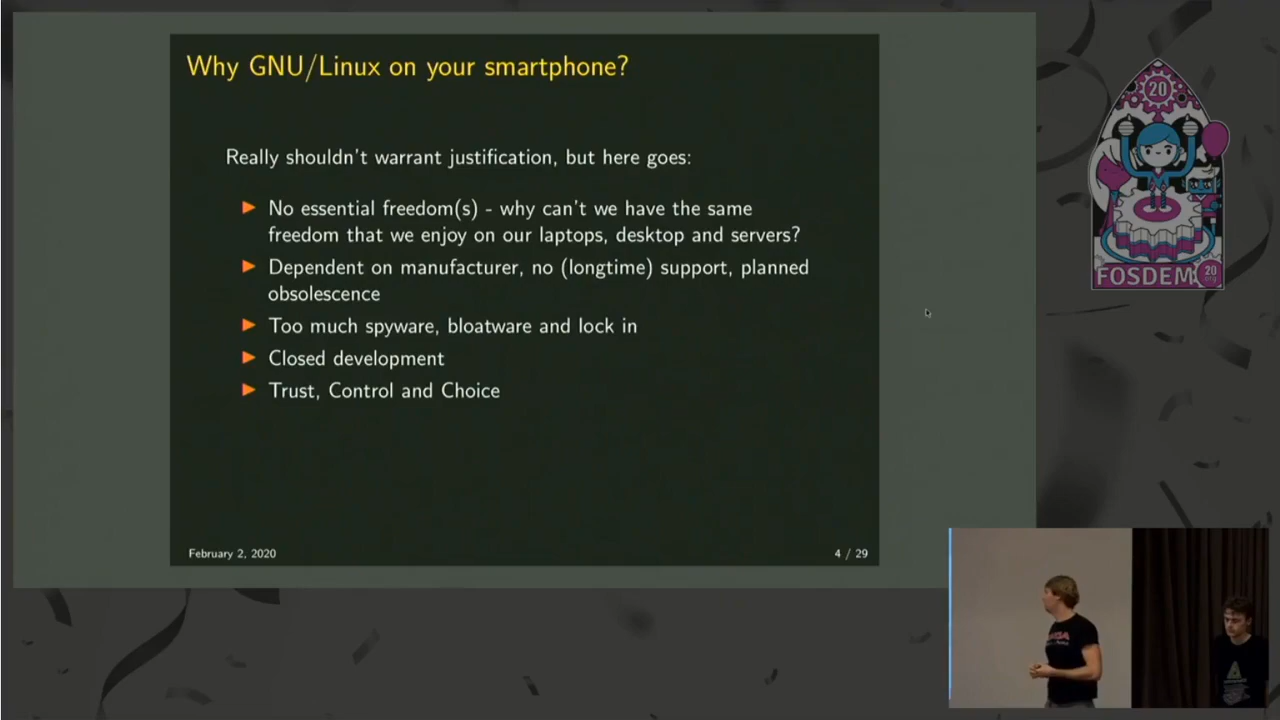 Why GNU/Linux on your smartphone?
Really shouldn't warrant justification, but here goes:
No essential freedom(s) - why can't we have the same
freedom that we enjoy on our laptops, desktop and servers?
Dependent on manufacturer, no (longtime) support, planned
obsolescence
Too much spyware, bloatware and lock in
Closed development
Trust, Control and Choice
February 2, 2020
4 / 29
20
FOSDEM
20
.org